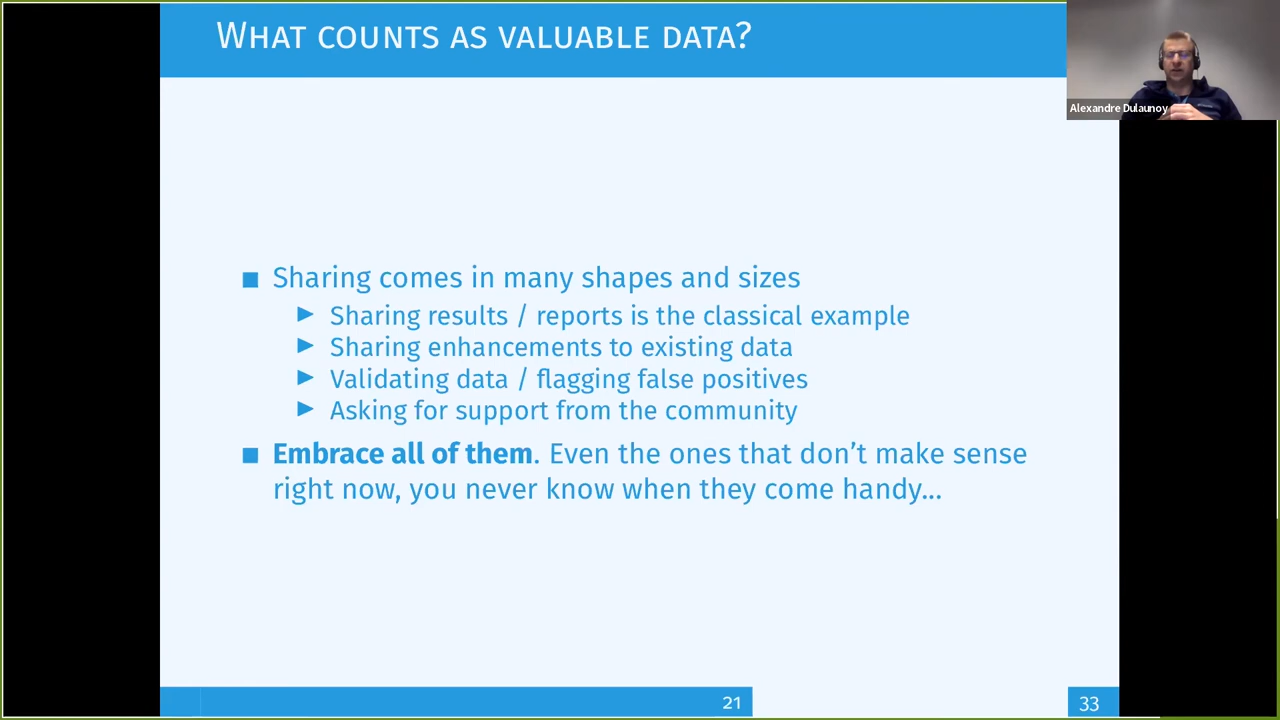 WHAT COUNTS AS VALUABLE DATA?
Alexandre Dulaunoy
■ Sharing comes in many shapes and sizes
▶ Sharing results / reports is the classical example
▶ Sharing enhancements to existing data
▶ Validating data / flagging false positives
▶ Asking for support from the community
■ Embrace all of them. Even the ones that don’t make sense
right now, you never know when they come handy...
21
33